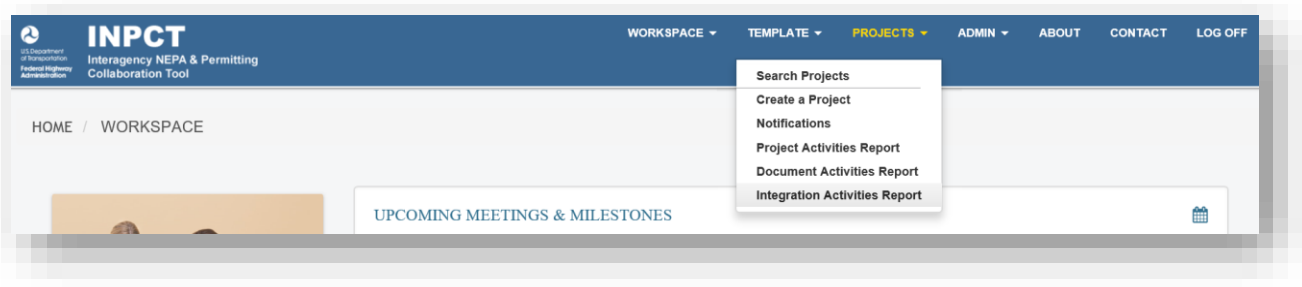 U.S. Department
of Transportation
Federal Highway
Administration
INPCT
Interagency NEPA & Permitting
Collaboration Tool
WORKSPACE
TEMPLATE
PROJECTS
ADMIN
ABOUT
CONTACT
LOG OFF
Search Projects
Create a Project
Notifications
Project Activities Report
Document Activities Report
Integration Activities Report
HOME / WORKSPACE
UPCOMING MEETINGS & MILESTONES